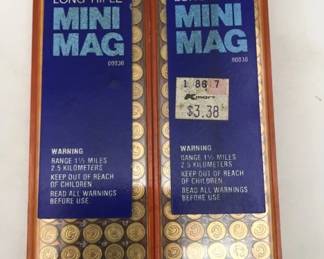 LONG RIFLE
MINI
MAG
00030
WARNING
RANGE 1½ MILES
2.5 KILOMETERS
KEEP OUT OF REACH
OF CHILDREN
READ ALL WARNINGS
BEFORE USE
MINI
MAG
00030
1 86 7
Kmart
$3.38
WARNING
RANGE 1½ MILES
2.5 KILOMETERS
KEEP OUT OF REACH
OF CHILDREN
READ ALL WARNINGS
BEFORE USE